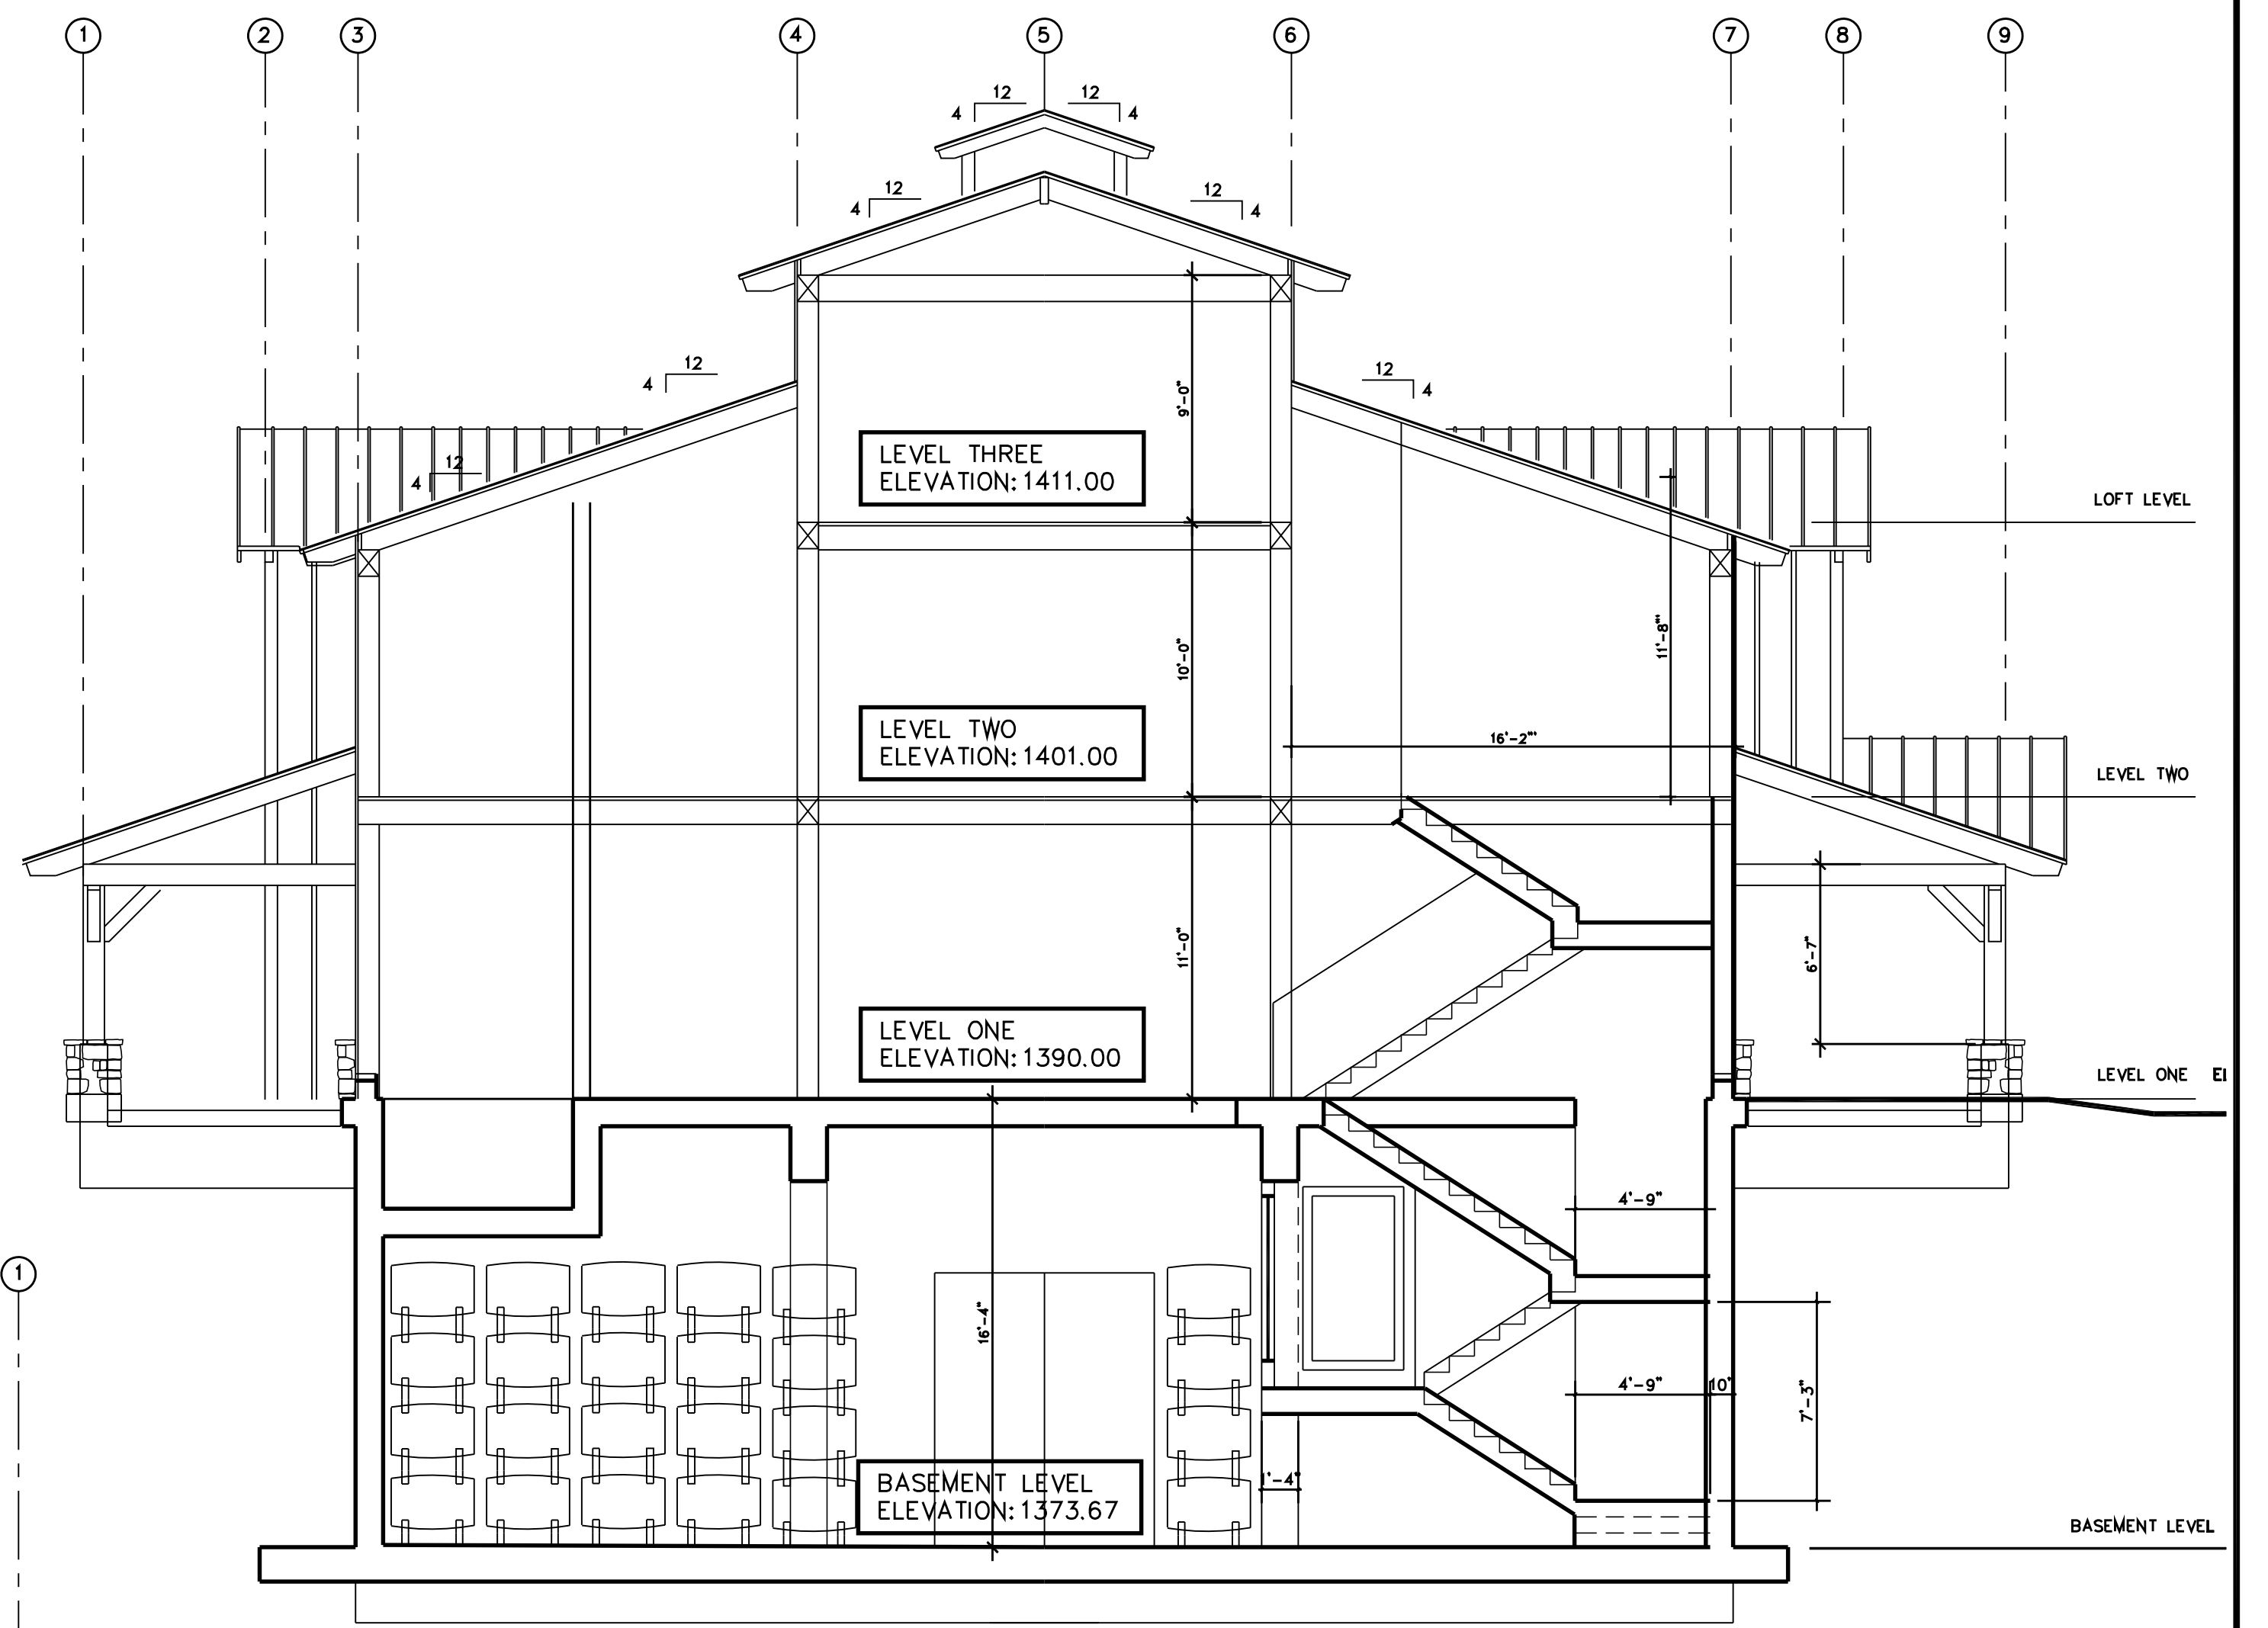 1 2 3 4 5 6 7 8 9
12 12
4 4
12 12
4 4
12 12
4 4
9'-0"
LEVEL THREE
ELEVATION: 1411.00
12
4
LOFT LEVEL
11'-8"
10'-0"
LEVEL TWO
ELEVATION: 1401.00
16'-2"
LEVEL TWO
11'-0"
6'-7"
LEVEL ONE
ELEVATION: 1390.00
LEVEL ONE
4'-9"
1
16'-4"
4'-9" 10"
7'-3"
1'-4"
BASEMENT LEVEL
ELEVATION: 1373.67
BASEMENT LEVEL